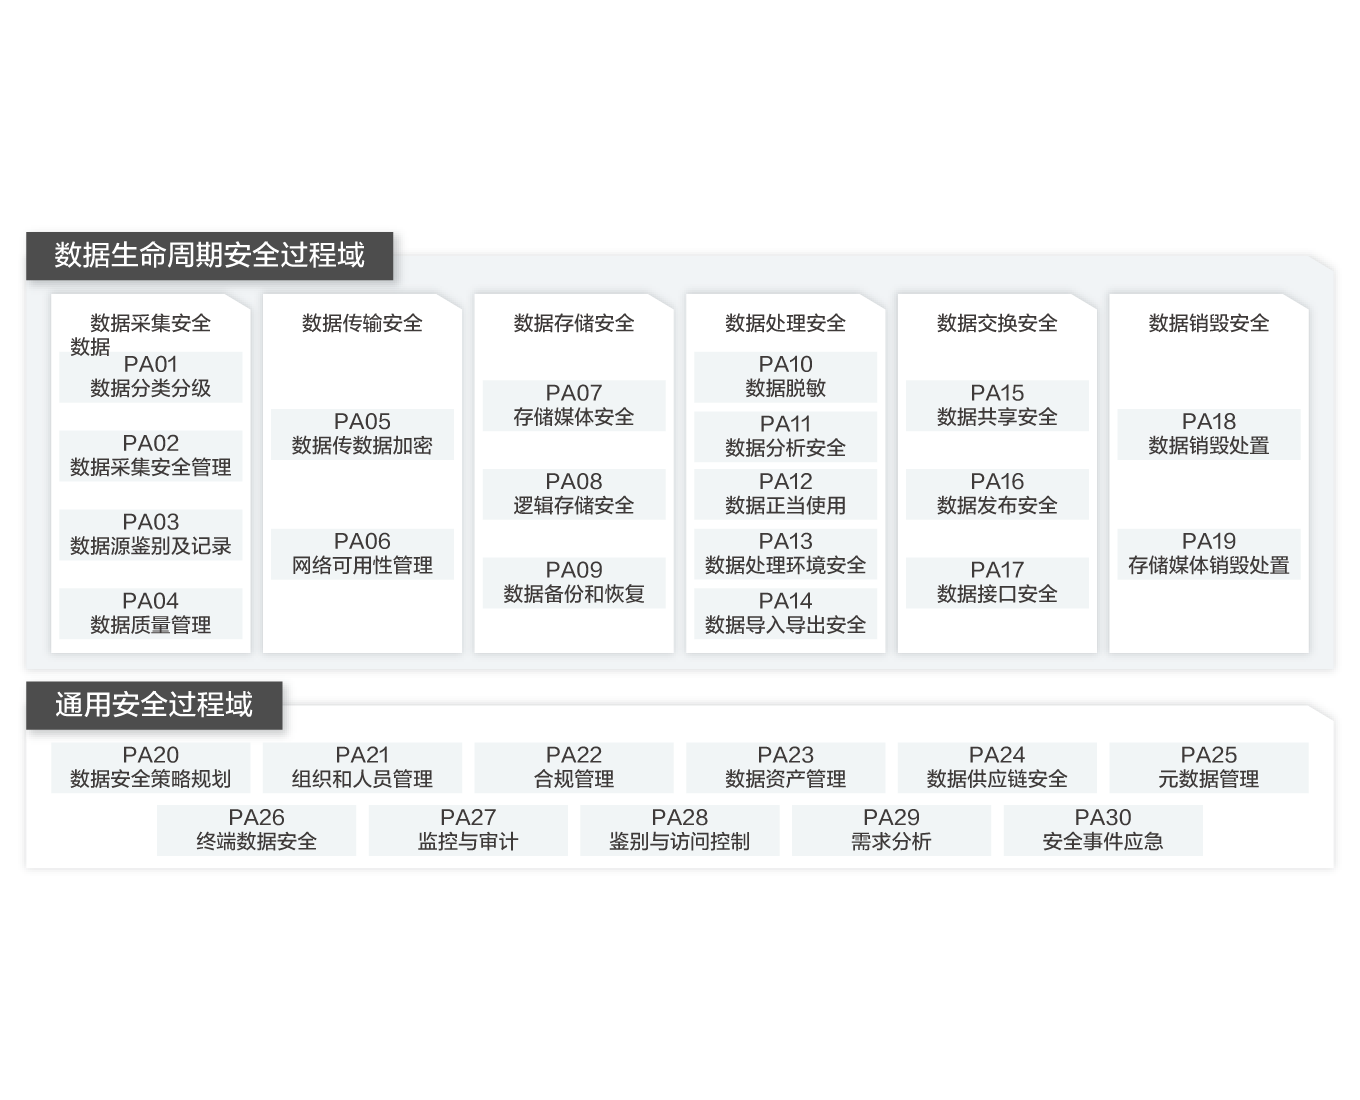 数据生命周期安全过程域
数据采集安全
数据
PA01
数据分类分级
PA02
数据采集安全管理
PA03
数据源鉴别及记录
PA04
数据质量管理
数据传输安全
PA05
数据传数据加密
PA06
网络可用性管理
数据存储安全
PA07
存储媒体安全
PA08
逻辑存储安全
PA09
数据备份和恢复
数据处理安全
PA10
数据脱敏
PA11
数据分析安全
PA12
数据正当使用
PA13
数据处理环境安全
PA14
数据导入导出安全
数据交换安全
PA15
数据共享安全
PA16
数据发布安全
PA17
数据接口安全
数据销毁安全
PA18
数据销毁处置
PA19
存储媒体销毁处置
通用安全过程域
PA20
数据安全策略规划
PA21
组织和人员管理
PA22
合规管理
PA23
数据资产管理
PA24
数据供应链安全
PA25
元数据管理
PA26
终端数据安全
PA27
监控与审计
PA28
鉴别与访问控制
PA29
需求分析
PA30
安全事件应急